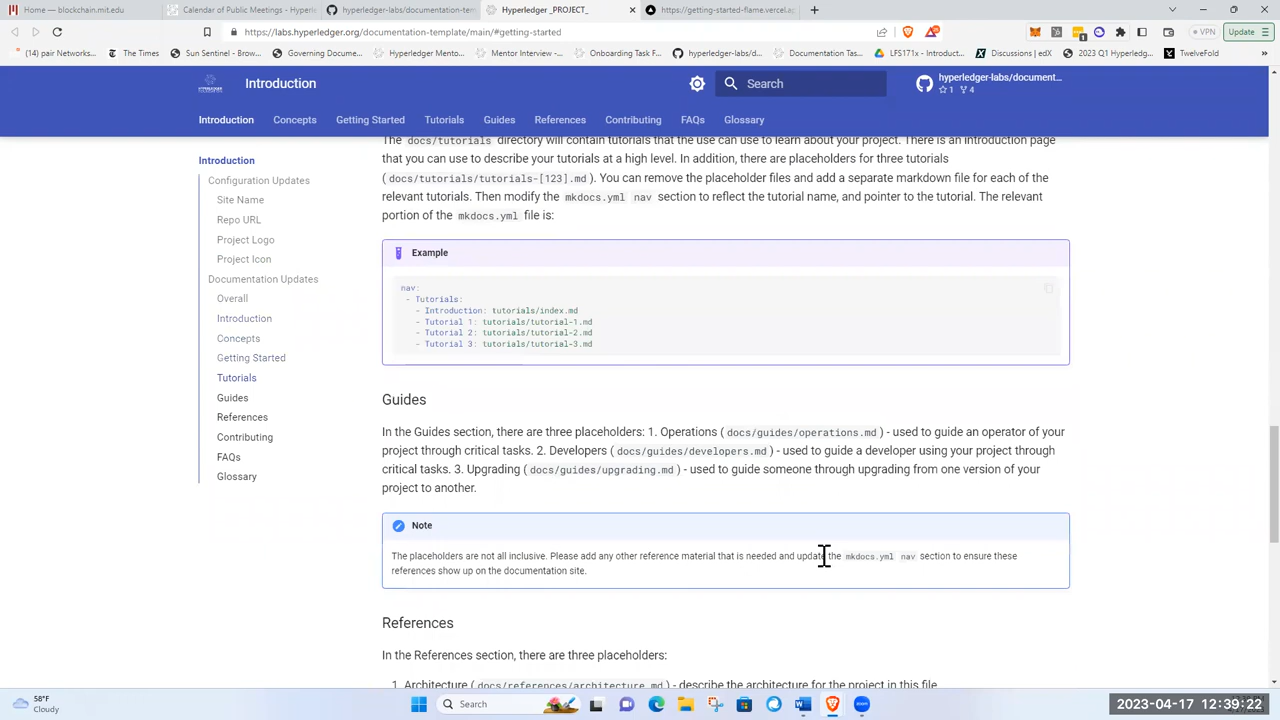 Home — blockchain.mit.edu
Calendar of Public Meetings - Hyperle
hyperledger-labs/documentation-tem
Hyperledger _PROJECT_
https://getting-started-flame.vercel.ap
https://labs.hyperledger.org/documentation-template/main/#getting-started
VPN
Update
(14) pair Networks...
The Times
Sun Sentinel - Brow...
Governing Docume...
Hyperledger Mento...
Mentor Interview -...
Onboarding Task F...
hyperledger-labs/d...
Documentation Tas...
LFS171x - Introduct...
Discussions | edX
2023 Q1 Hyperledg...
TwelveFold
Introduction
Search
hyperledger-labs/document...
1 4
Introduction
Concepts
Getting Started
Tutorials
Guides
References
Contributing
FAQs
Glossary
Introduction
Configuration Updates
Site Name
Repo URL
Project Logo
Project Icon
Documentation Updates
Overall
Introduction
Concepts
Getting Started
Tutorials
Guides
References
Contributing
FAQs
Glossary
The docs/tutorials directory will contain tutorials that the use can use to learn about your project. There is an Introduction page
that you can use to describe your tutorials at a high level. In addition, there are placeholders for three tutorials
(docs/tutorials/tutorials-[123].md). You can remove the placeholder files and add a separate markdown file for each of the
relevant tutorials. Then modify the mkdocs.yml nav section to reflect the tutorial name, and pointer to the tutorial. The relevant
portion of the mkdocs.yml file is:
Example
nav:
- Tutorials:
- Introduction: tutorials/index.md
- Tutorial 1: tutorials/tutorial-1.md
- Tutorial 2: tutorials/tutorial-2.md
- Tutorial 3: tutorials/tutorial-3.md
Guides
In the Guides section, there are three placeholders: 1. Operations (docs/guides/operations.md) - used to guide an operator of your
project through critical tasks. 2. Developers (docs/guides/developers.md) - used to guide a developer using your project through
critical tasks. 3. Upgrading (docs/guides/upgrading.md) - used to guide someone through upgrading from one version of your
project to another.
Note
The placeholders are not all inclusive. Please add any other reference material that is needed and update the mkdocs.yml nav section to ensure these
references show up on the documentation site.
References
In the References section, there are three placeholders:
1. Architecture (docs/references/architecture.md) - describe the architecture for the project in this file
58°F
Cloudy
Search
2023-04-17 12:39:22